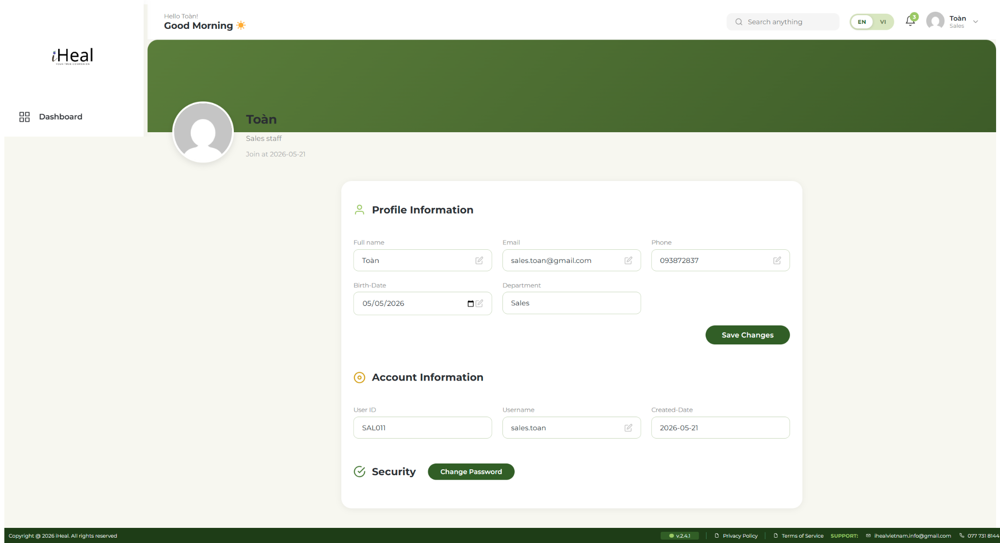 Hello Toàn!
Good Morning
Search anything
EN VI
3
Toàn
Sales
iHeal
YOUR TRUE COMPANION
Dashboard
Toàn
Sales staff
Join at 2026-05-21
Profile Information
Full name Email Phone
Toàn sales.toan@gmail.com 093872837
Birth-Date Department
05/05/2026 Sales
Save Changes
Account Information
User ID Username Created-Date
SAL011 sales.toan 2026-05-21
Security Change Password
Copyright @ 2026 iHeal. All rights reserved v.2.4.1 Privacy Policy Terms of Service SUPPORT: ihealvietnam.info@gmail.com 077 731 8144